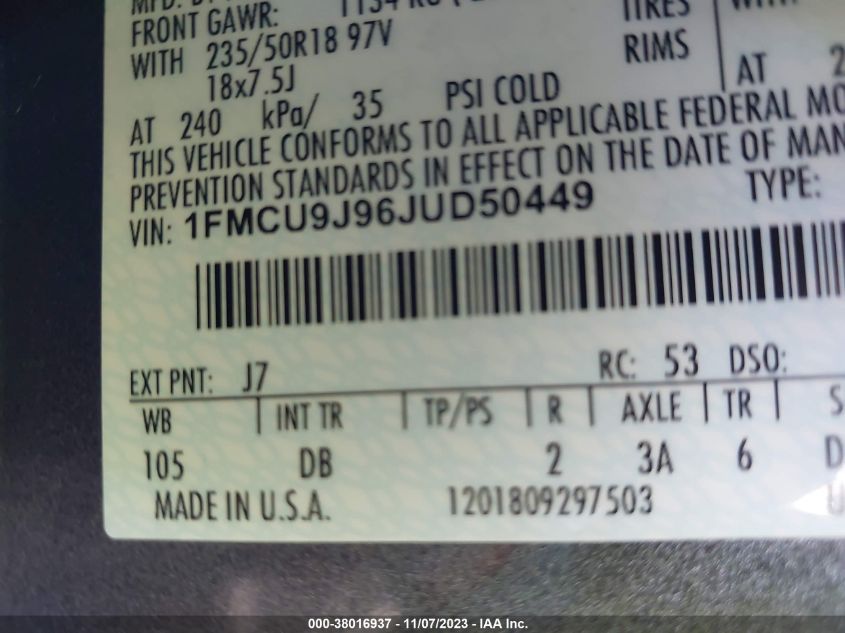 FRONT GAWR:
TIRES
WITH 235/50R18 97V
RIMS
18x7.5J
AT 240 kPa/ 35 PSI COLD
AT 2
THIS VEHICLE CONFORMS TO ALL APPLICABLE FEDERAL MO
PREVENTION STANDARDS IN EFFECT ON THE DATE OF MAN
VIN: 1FMCU9J96JUD50449
TYPE:
EXT PNT: J7 RC: 53 DSO:
WB INT TR TP/PS R AXLE TR S
105 DB 2 3A 6 D
MADE IN U.S.A. 1201809297503 U
000-38016937 - 11/07/2023 - IAA Inc.